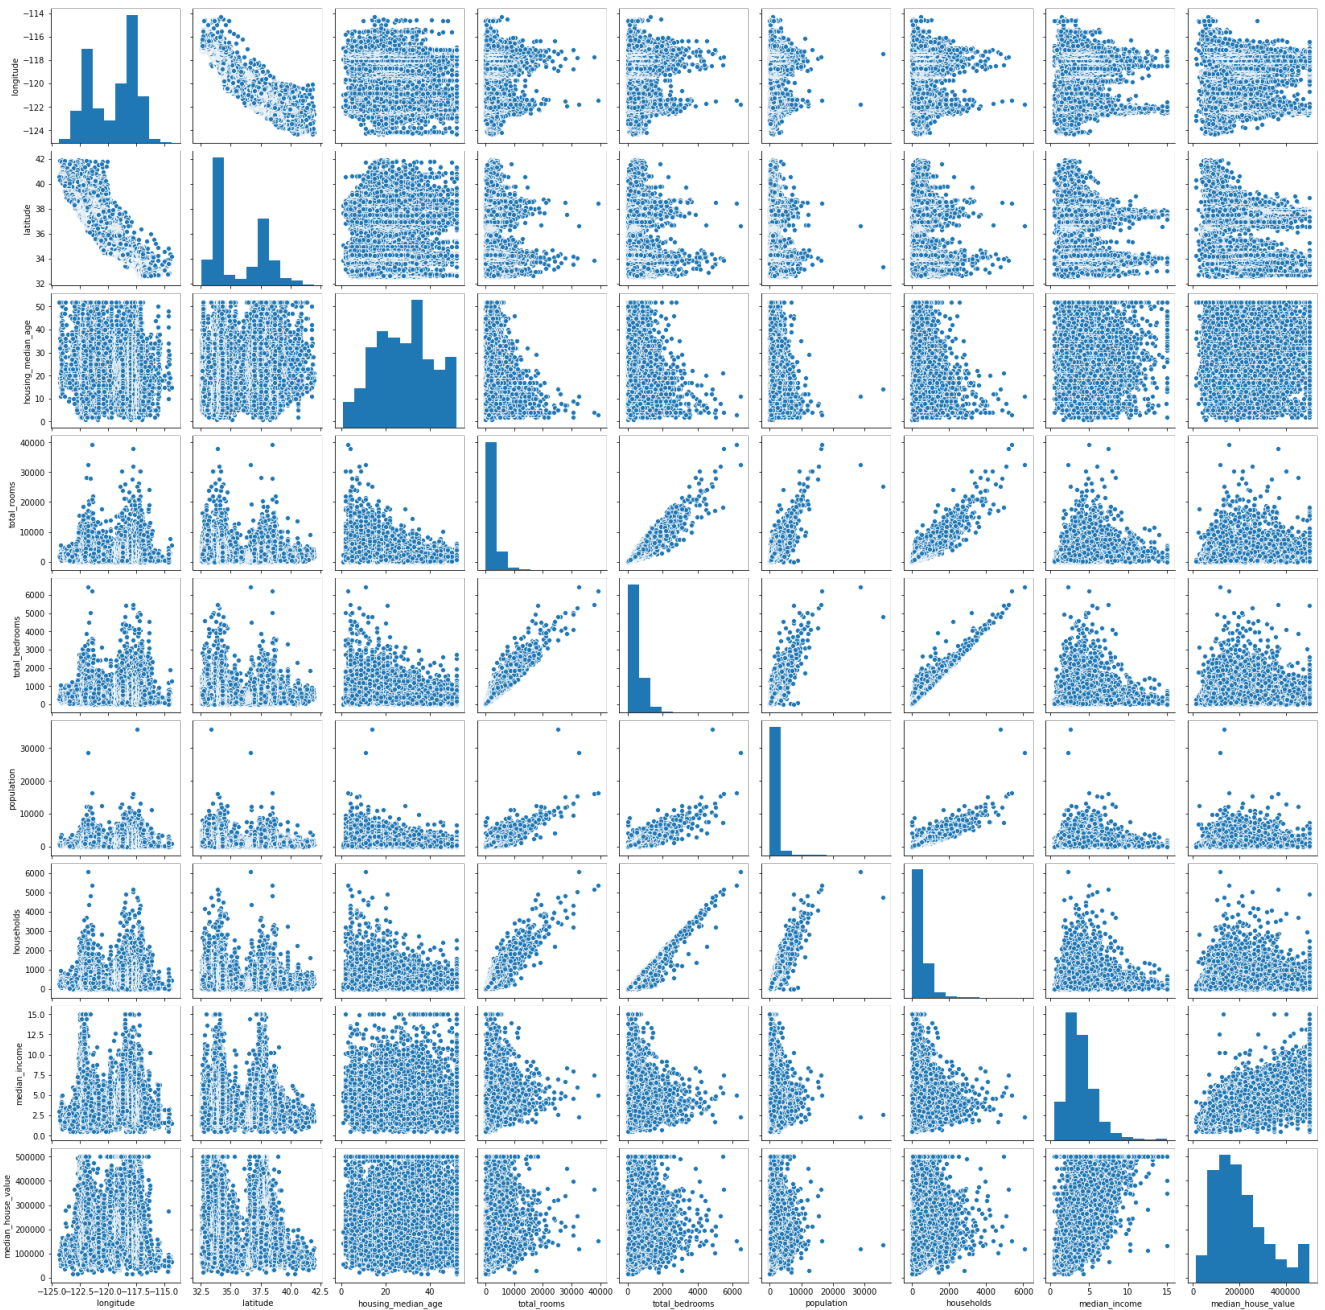 −114
−116
−118
−120
−122
−124
longitude
42
40
38
36
34
32
latitude
50
40
30
20
10
0
housing_median_age
40000
30000
20000
10000
0
total_rooms
6000
5000
4000
3000
2000
1000
0
total_bedrooms
30000
20000
10000
0
population
6000
5000
4000
3000
2000
1000
0
households
15.0
12.5
10.0
7.5
5.0
2.5
0.0
median_income
500000
400000
300000
200000
100000
0
median_house_value
−125.0 −122.5 −120.0 −117.5 −115.0
longitude
32.5 35.0 37.5 40.0 42.5
latitude
0 20 40
housing_median_age
0 10000 20000 30000 40000
total_rooms
0 2000 4000 6000
total_bedrooms
0 10000 20000 30000
population
0 2000 4000 6000
households
0 5 10 15
median_income
0 200000 400000
median_house_value